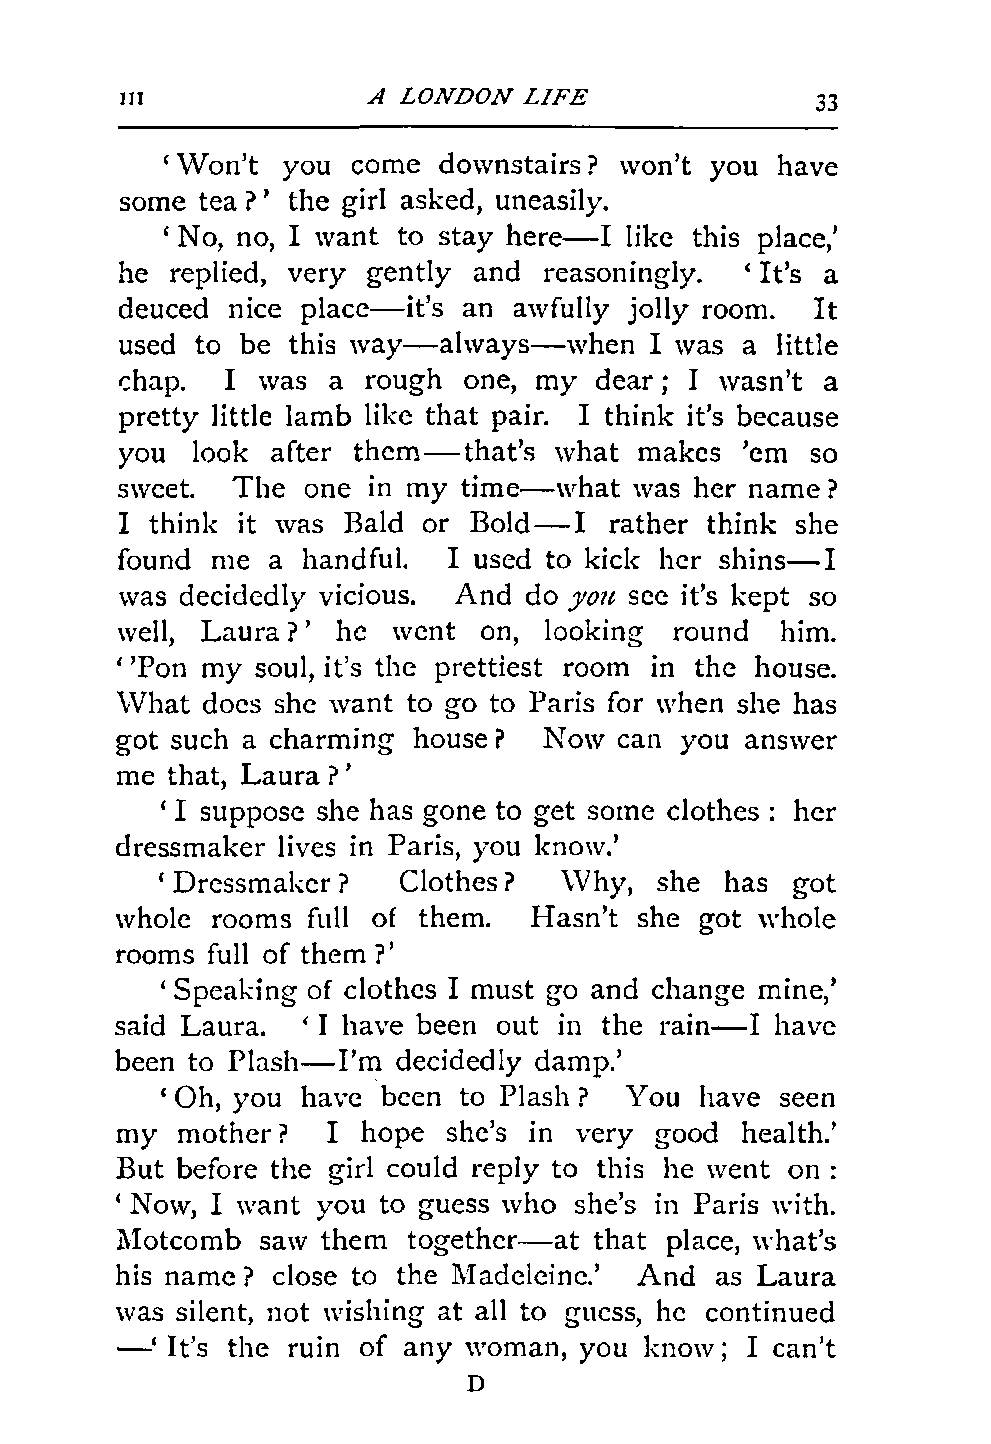 III A LONDON LIFE 33
‘Won't you come downstairs? won't you have
some tea?’ the girl asked, uneasily.
‘No, no, I want to stay here—I like this place,’
he replied, very gently and reasoningly. ‘It's a
deuced nice place—it's an awfully jolly room. It
used to be this way—always—when I was a little
chap. I was a rough one, my dear; I wasn't a
pretty little lamb like that pair. I think it's because
you look after them—that's what makes 'em so
sweet. The one in my time—what was her name?
I think it was Bald or Bold—I rather think she
found me a handful. I used to kick her shins—I
was decidedly vicious. And do you see it's kept so
well, Laura?’ he went on, looking round him.
‘'Pon my soul, it's the prettiest room in the house.
What does she want to go to Paris for when she has
got such a charming house? Now can you answer
me that, Laura?’
‘I suppose she has gone to get some clothes: her
dressmaker lives in Paris, you know.’
‘Dressmaker? Clothes? Why, she has got
whole rooms full of them. Hasn't she got whole
rooms full of them?’
‘Speaking of clothes I must go and change mine,’
said Laura. ‘I have been out in the rain—I have
been to Plash—I'm decidedly damp.’
‘Oh, you have been to Plash? You have seen
my mother? I hope she's in very good health.’
But before the girl could reply to this he went on:
‘Now, I want you to guess who she's in Paris with.
Motcomb saw them together—at that place, what's
his name? close to the Madeleine.’ And as Laura
was silent, not wishing at all to guess, he continued
—‘It's the ruin of any woman, you know; I can't
D